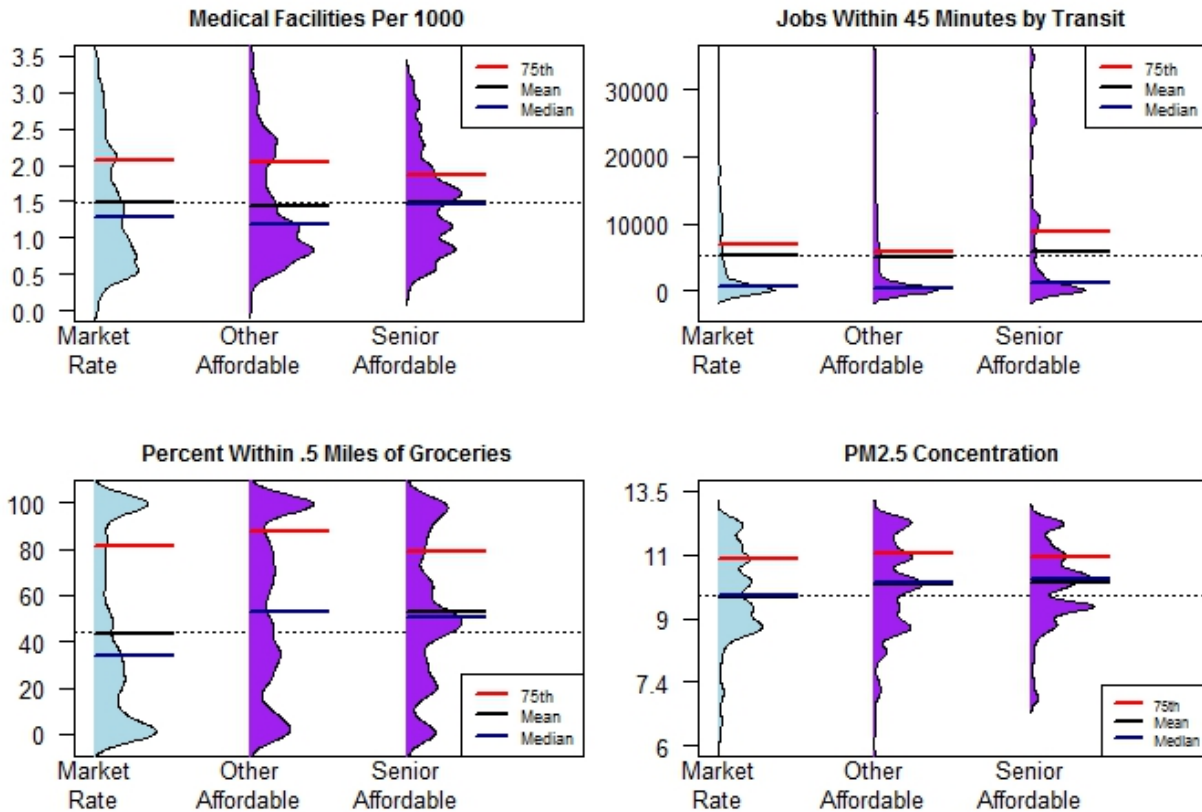 Medical Facilities Per 1000
3.5
3.0
2.5
2.0
1.5
1.0
0.5
0.0
75th
Mean
Median
Market Rate
Other Affordable
Senior Affordable
Jobs Within 45 Minutes by Transit
30000
20000
10000
0
75th
Mean
Median
Market Rate
Other Affordable
Senior Affordable
Percent Within .5 Miles of Groceries
100
80
60
40
20
0
75th
Mean
Median
Market Rate
Other Affordable
Senior Affordable
PM2.5 Concentration
13.5
11
9
7.4
6
75th
Mean
Median
Market Rate
Other Affordable
Senior Affordable